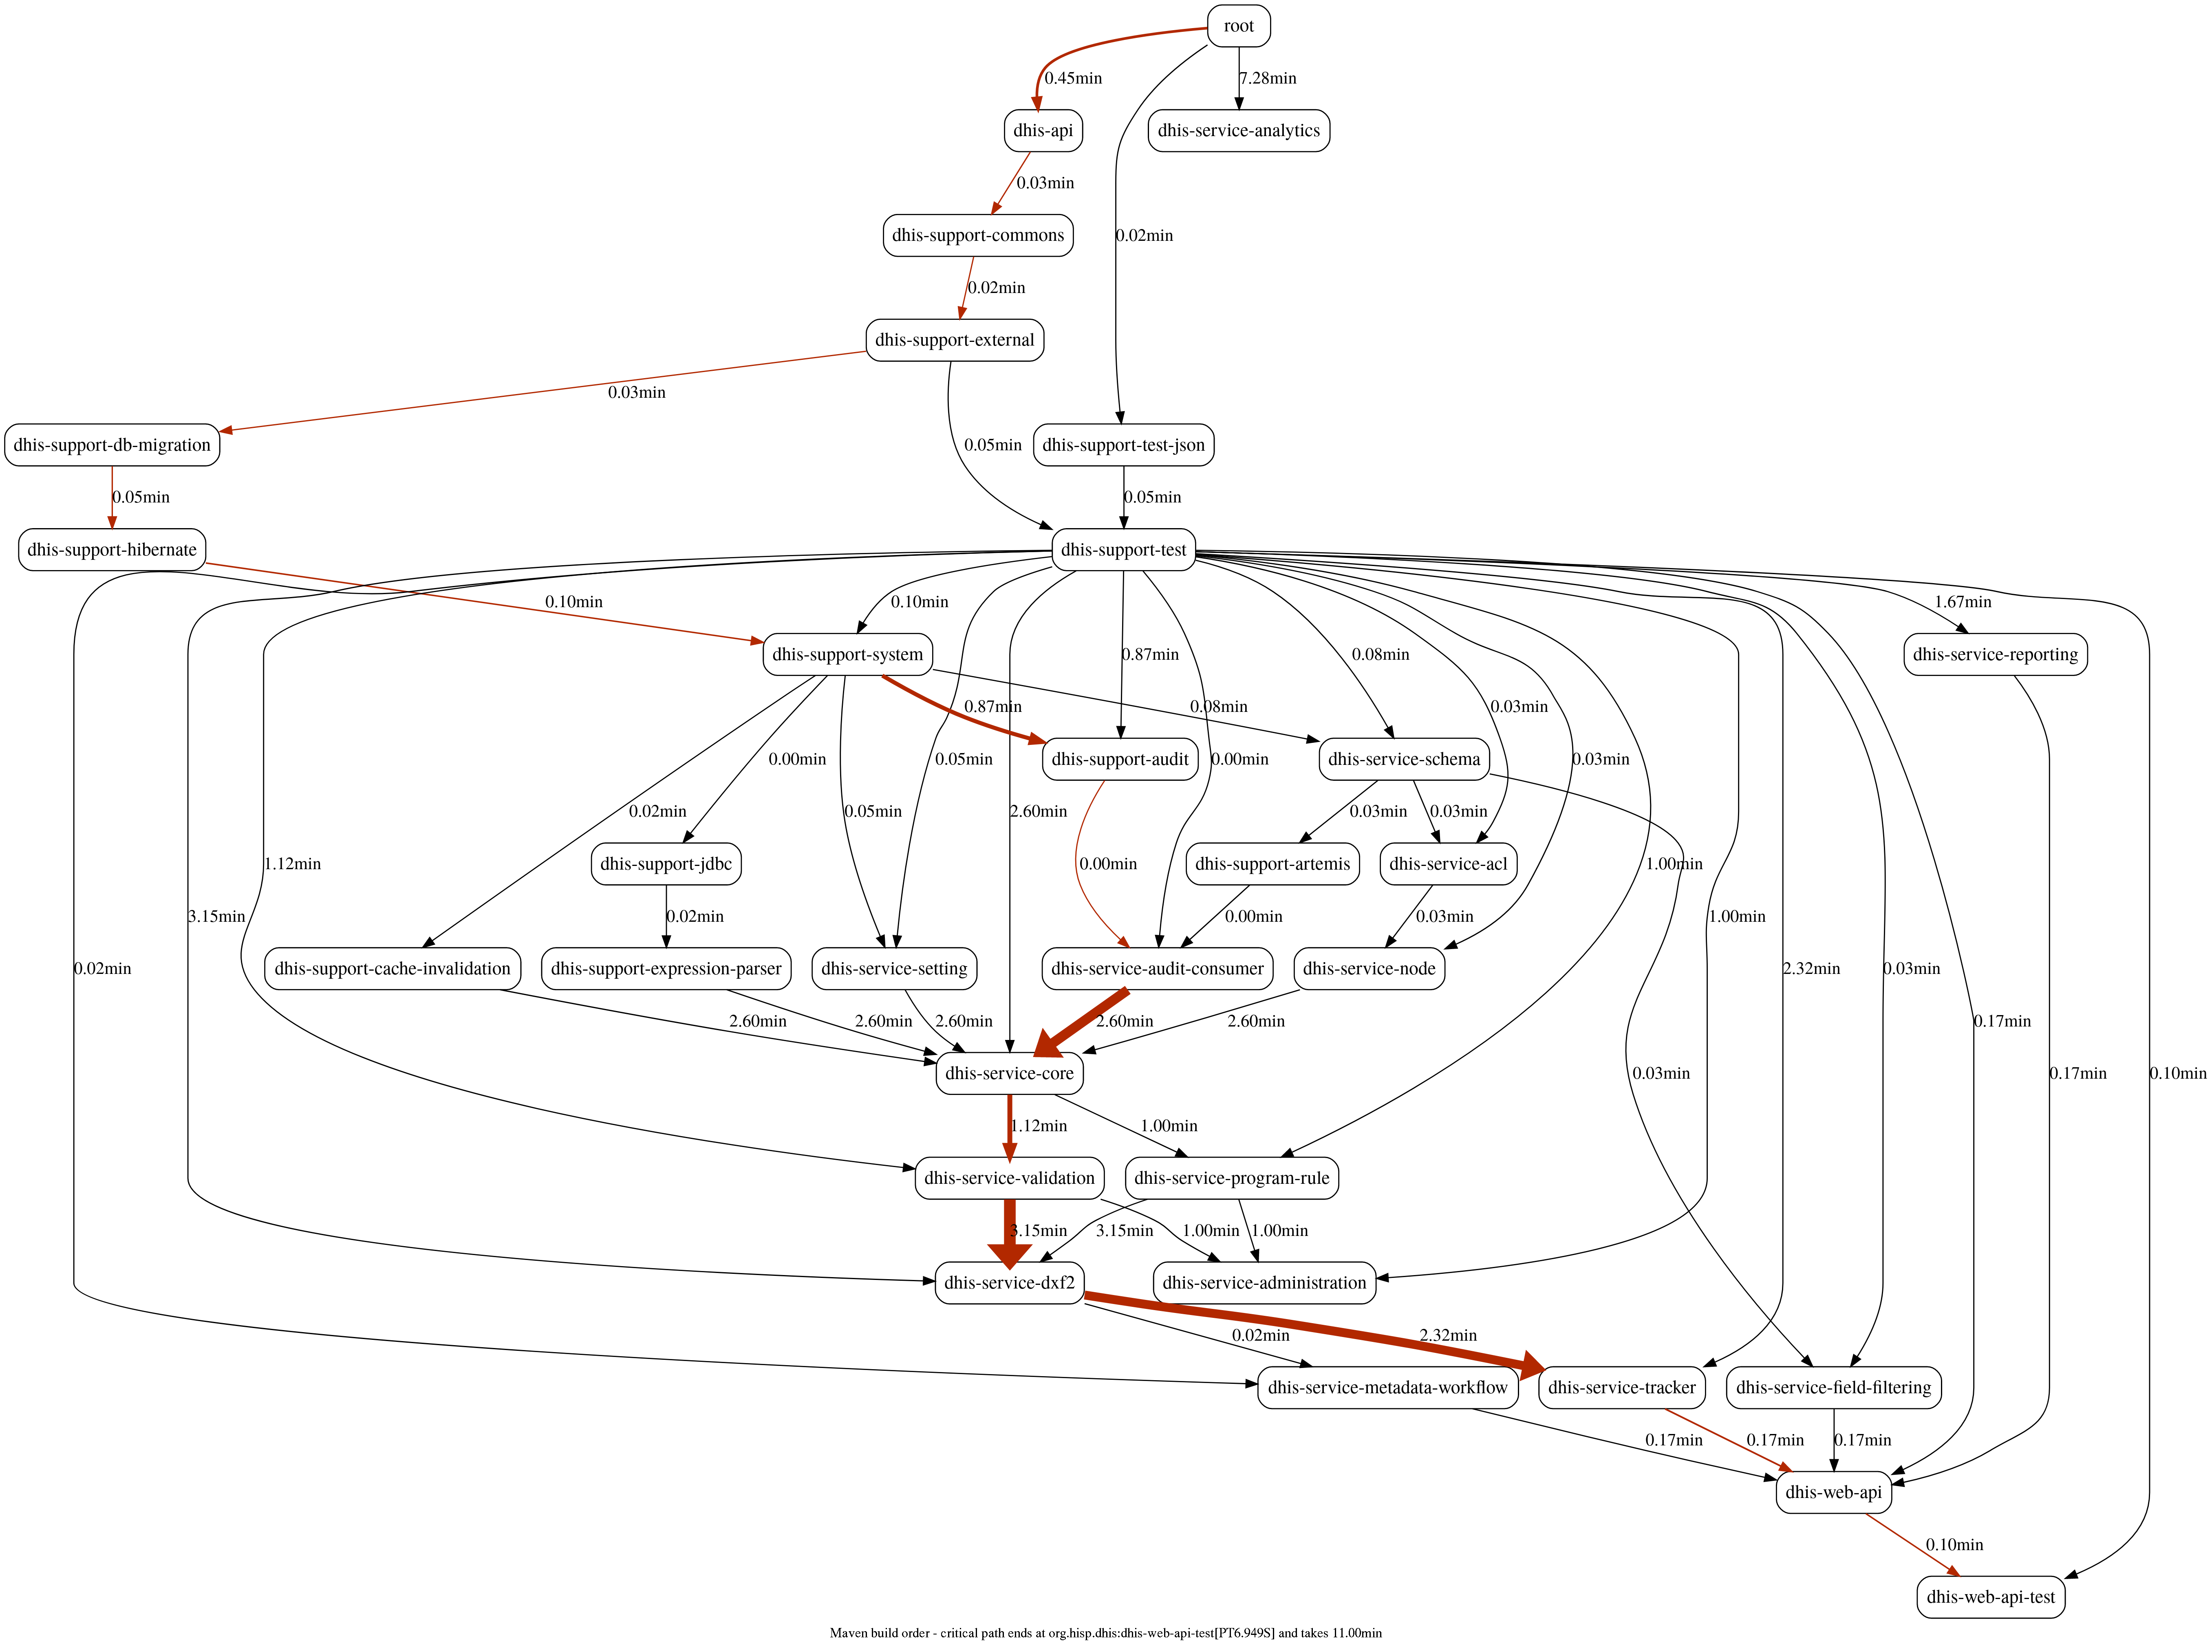 root
0.45min
7.28min
dhis-api
dhis-service-analytics
0.03min
dhis-support-commons
0.02min
0.02min
dhis-support-external
0.03min
dhis-support-db-migration
0.05min
dhis-support-test-json
0.05min
0.05min
dhis-support-hibernate
dhis-support-test
0.10min
0.10min
1.67min
dhis-support-system
0.87min
0.08min
dhis-service-reporting
0.87min
0.08min
0.03min
0.00min
0.05min
dhis-support-audit
0.00min
dhis-service-schema
0.03min
0.02min
0.05min
2.60min
0.03min
0.03min
1.12min
dhis-support-jdbc
0.00min
dhis-support-artemis
dhis-service-acl
1.00min
3.15min
0.02min
0.00min
0.03min
1.00min
0.02min
dhis-support-cache-invalidation
dhis-support-expression-parser
dhis-service-setting
dhis-service-audit-consumer
dhis-service-node
2.32min
0.03min
2.60min
2.60min
2.60min
2.60min
2.60min
0.17min
dhis-service-core
0.03min
0.17min
0.10min
1.12min
1.00min
dhis-service-validation
dhis-service-program-rule
3.15min
3.15min
1.00min
1.00min
dhis-service-dxf2
dhis-service-administration
0.02min
2.32min
dhis-service-metadata-workflow
dhis-service-tracker
dhis-service-field-filtering
0.17min
0.17min
0.17min
dhis-web-api
0.10min
dhis-web-api-test
Maven build order - critical path ends at org.hisp.dhis:dhis-web-api-test[PT6.949S] and takes 11.00min